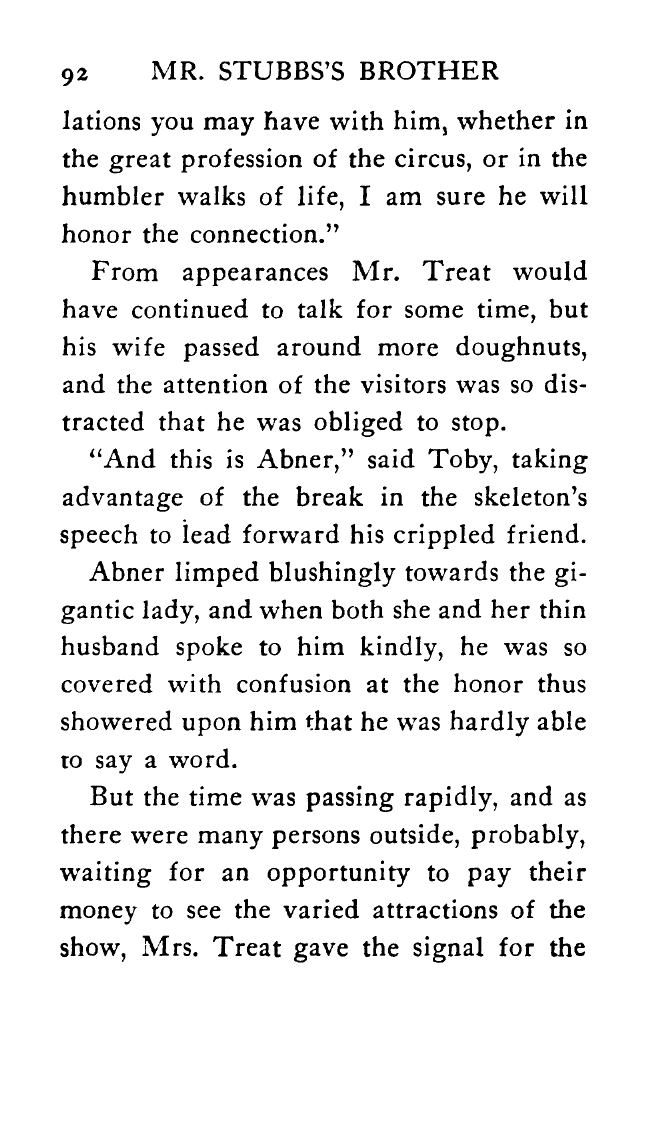 92 MR. STUBBS'S BROTHER
lations you may have with him, whether in
the great profession of the circus, or in the
humbler walks of life, I am sure he will
honor the connection.”
From appearances Mr. Treat would
have continued to talk for some time, but
his wife passed around more doughnuts,
and the attention of the visitors was so dis-
tracted that he was obliged to stop.
“And this is Abner,” said Toby, taking
advantage of the break in the skeleton's
speech to lead forward his crippled friend.
Abner limped blushingly towards the gi-
gantic lady, and when both she and her thin
husband spoke to him kindly, he was so
covered with confusion at the honor thus
showered upon him that he was hardly able
to say a word.
But the time was passing rapidly, and as
there were many persons outside, probably,
waiting for an opportunity to pay their
money to see the varied attractions of the
show, Mrs. Treat gave the signal for the